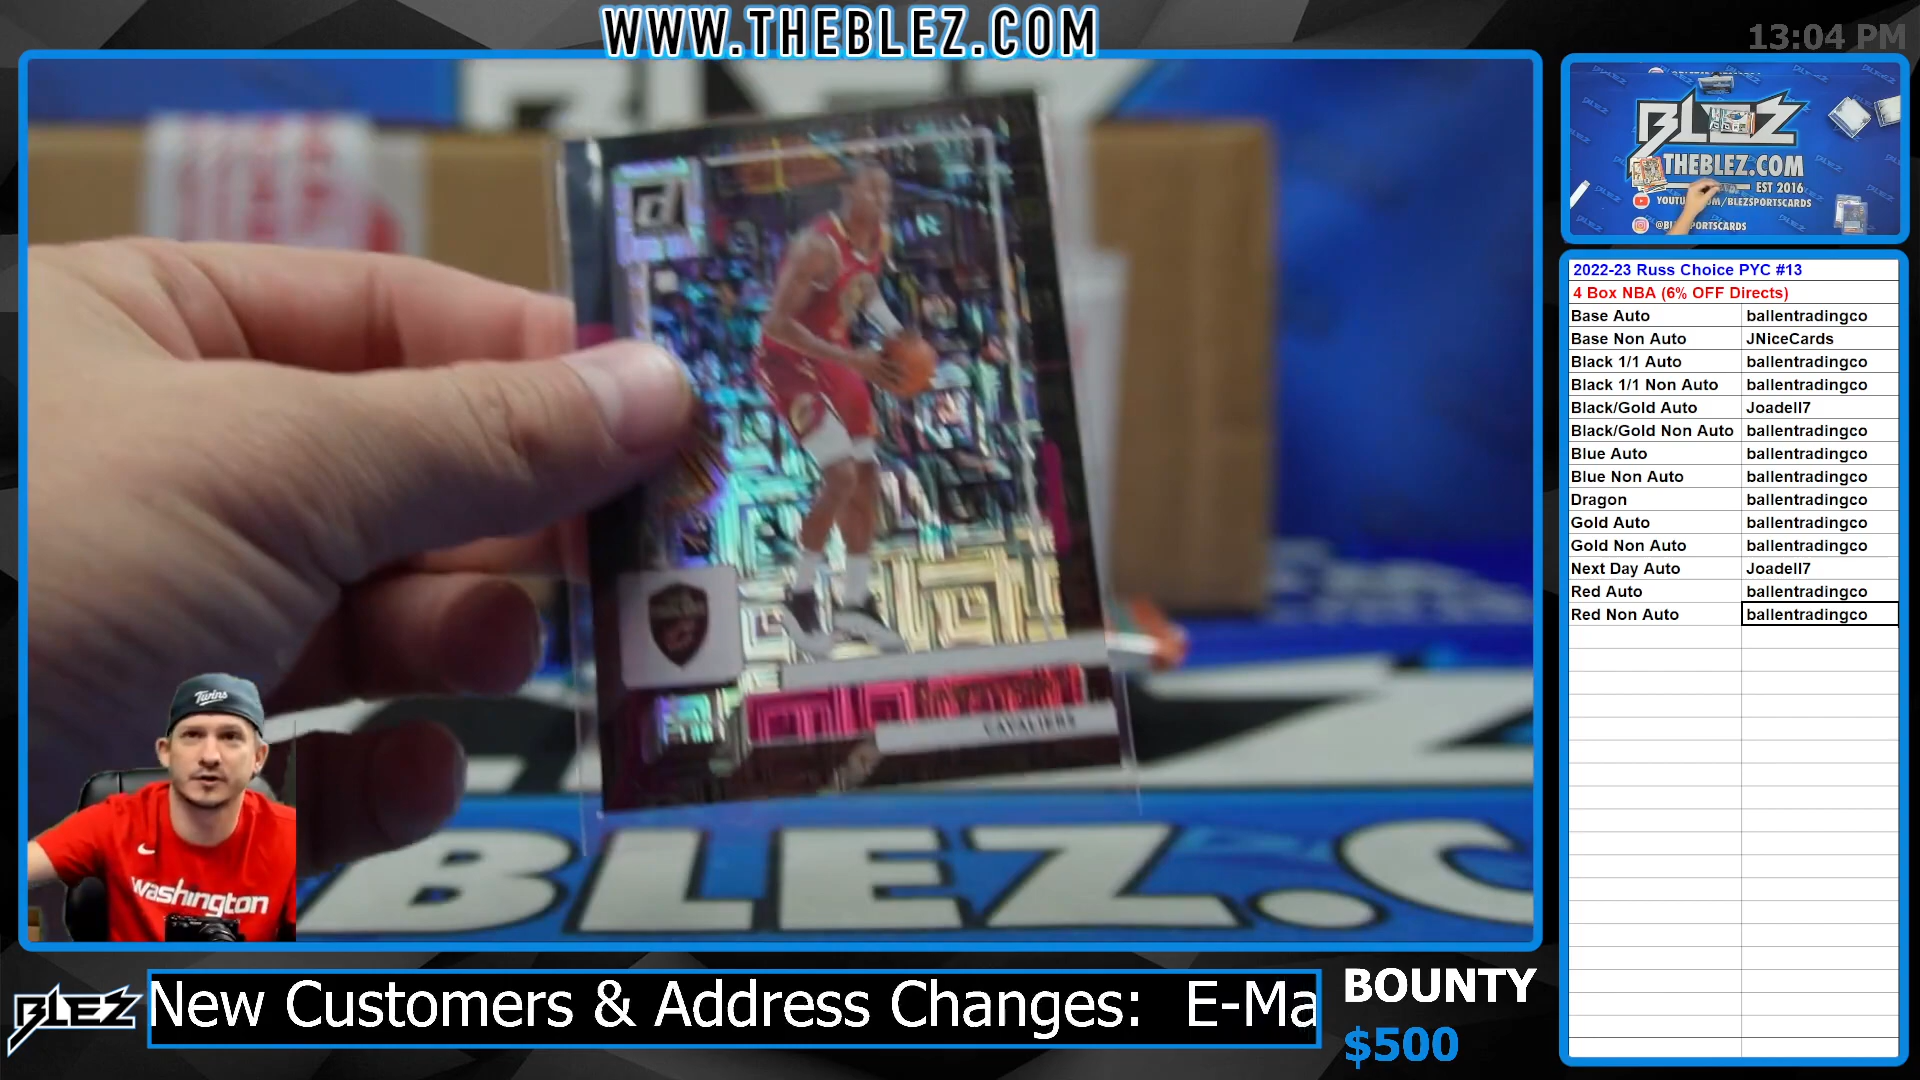 WWW.THEBLEZ.COM
13:04 PM
BLEZ
THEBLEZ.COM
EST 2016
@BL
d
CAVALIERS
Twins
washington
BLEZ.C
2022-23 Russ Choice PYC #13
4 Box NBA (6% OFF Directs)
Base Auto ballentradingco
Base Non Auto JNiceCards
Black 1/1 Auto ballentradingco
Black 1/1 Non Auto ballentradingco
Black/Gold Auto Joadell7
Black/Gold Non Auto ballentradingco
Blue Auto ballentradingco
Blue Non Auto ballentradingco
Dragon ballentradingco
Gold Auto ballentradingco
Gold Non Auto ballentradingco
Next Day Auto Joadell7
Red Auto ballentradingco
Red Non Auto ballentradingco
BLEZ
New Customers & Address Changes: E-Ma
BOUNTY
$500